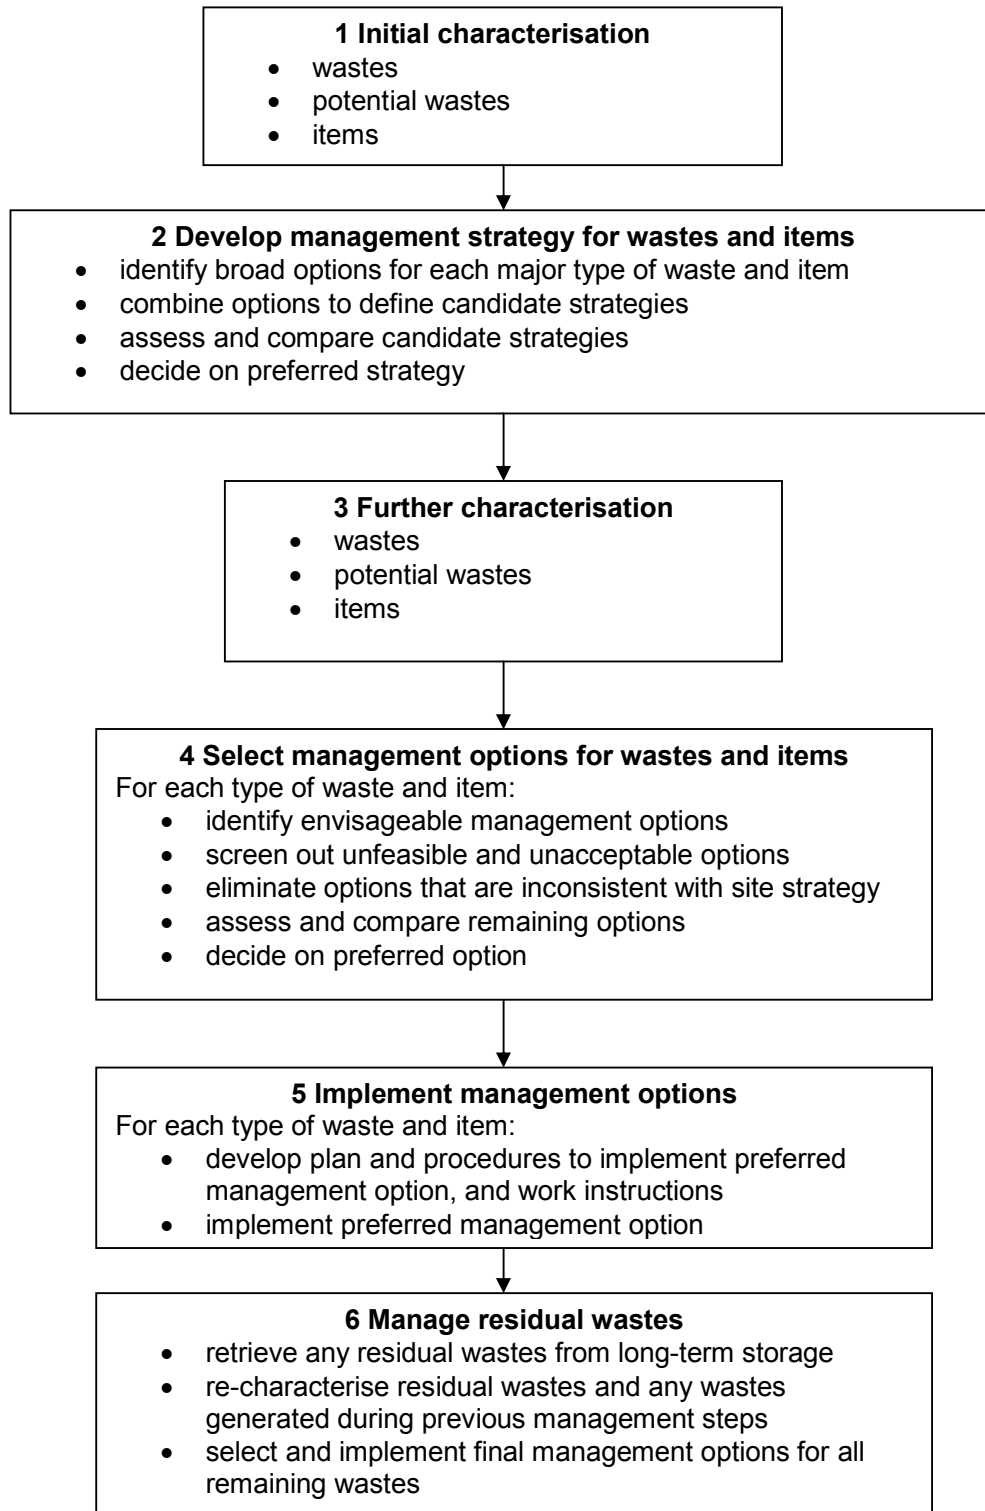 1 Initial characterisation
• wastes
• potential wastes
• items
2 Develop management strategy for wastes and items
• identify broad options for each major type of waste and item
• combine options to define candidate strategies
• assess and compare candidate strategies
• decide on preferred strategy
3 Further characterisation
• wastes
• potential wastes
• items
4 Select management options for wastes and items
For each type of waste and item:
• identify envisageable management options
• screen out unfeasible and unacceptable options
• eliminate options that are inconsistent with site strategy
• assess and compare remaining options
• decide on preferred option
5 Implement management options
For each type of waste and item:
• develop plan and procedures to implement preferred
management option, and work instructions
• implement preferred management option
6 Manage residual wastes
• retrieve any residual wastes from long-term storage
• re-characterise residual wastes and any wastes
generated during previous management steps
• select and implement final management options for all
remaining wastes